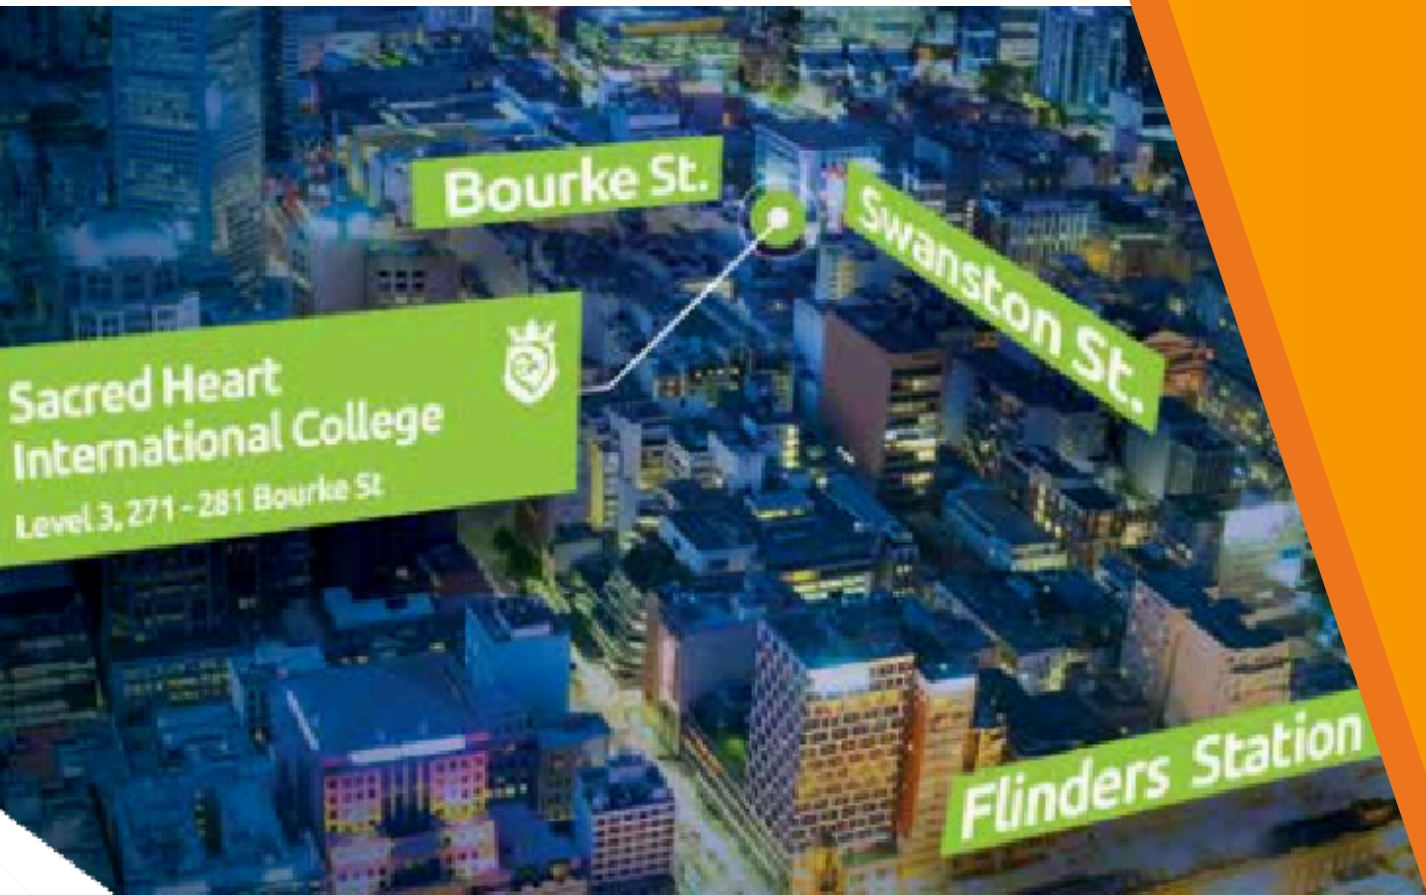 Bourke St.
Swanston St.
Sacred Heart
International College
Level 3, 271 - 281 Bourke St
Flinders Station